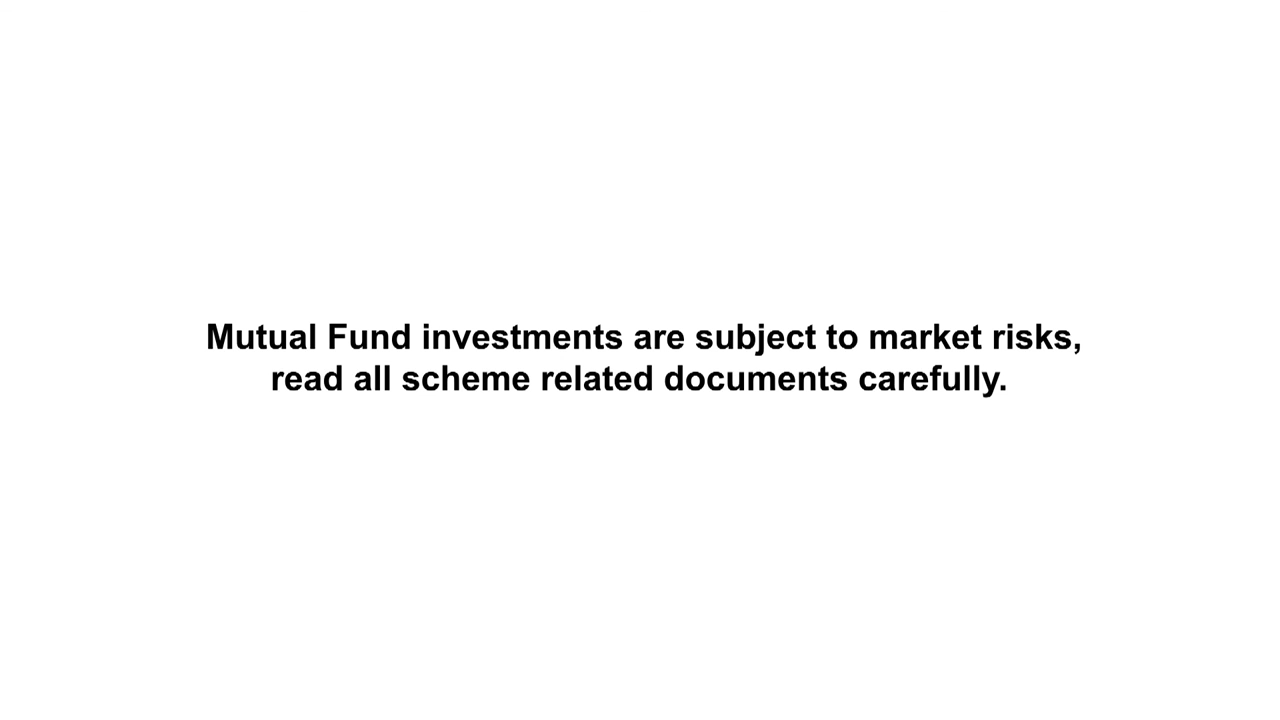 Mutual Fund investments are subject to market risks,
read all scheme related documents carefully.